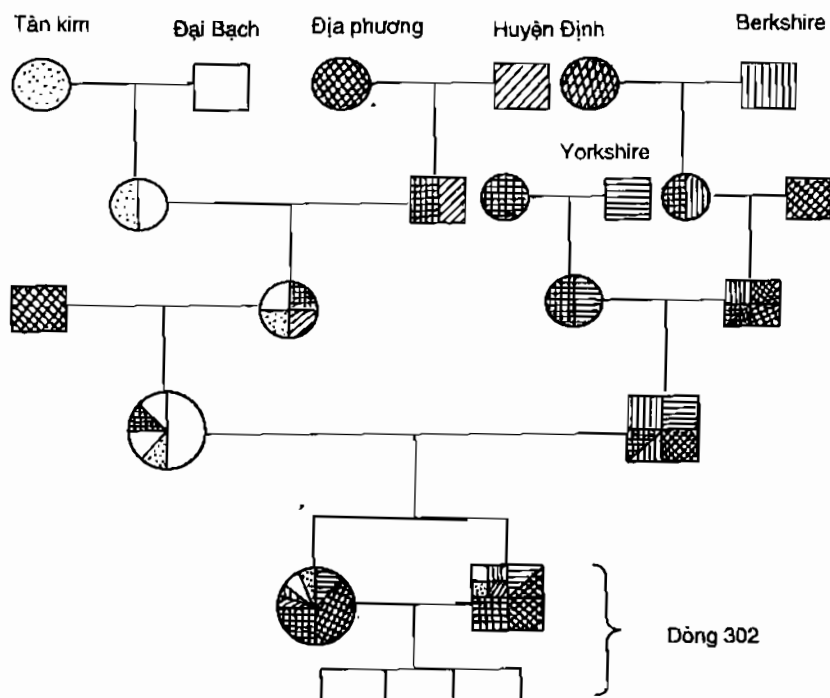 Tân kim
Đại Bạch
Địa phương
Huyện Định
Berkshire
Yorkshire
Dòng 302